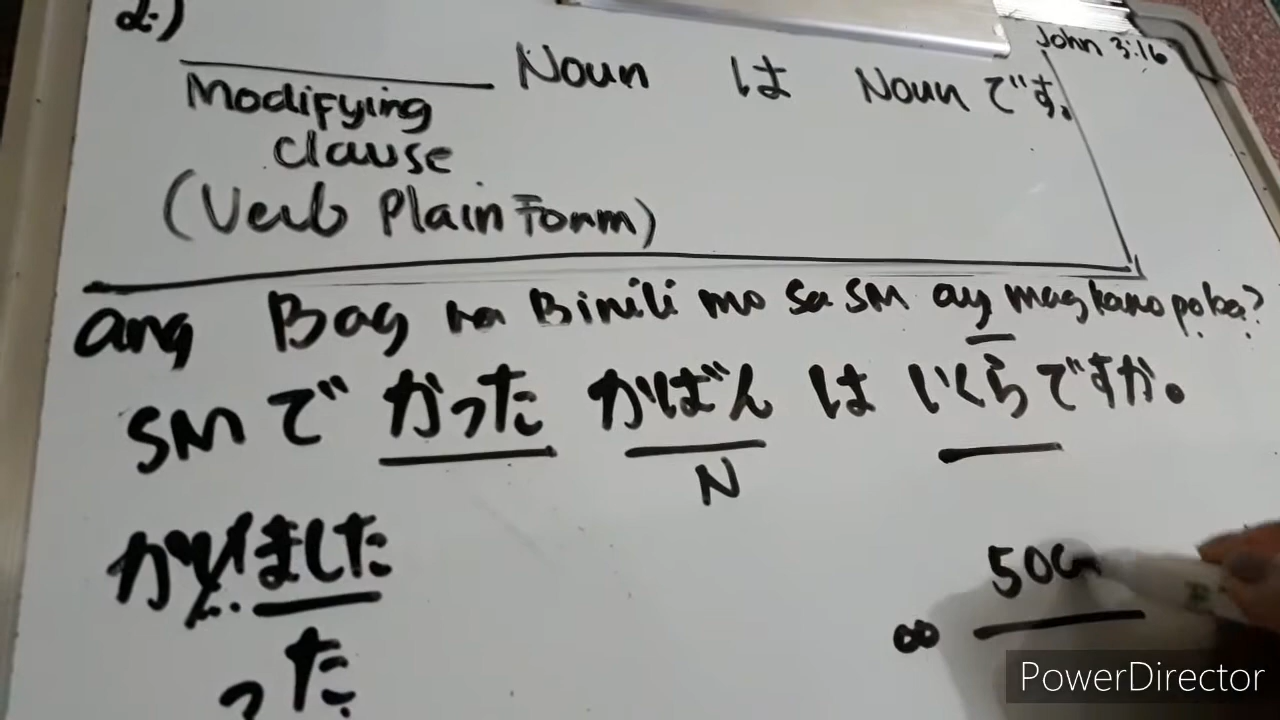 2.)
John 3:16
Noun は Noun です。
Modifying
clause
(Verb Plain Form)
ang Bag na Binili mo sa SM ay magkano po ba?
SM で かった かばん は いくらですか。
N
かいました
った
500
PowerDirector